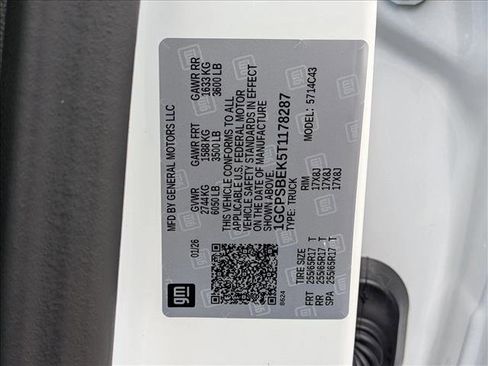 MFD BY GENERAL MOTORS LLC
01/26
GVWR
2744KG
6050 LB
GAWR FRT
1588 KG
3500 LB
GAWR RR
1633 KG
3600 LB
THIS VEHICLE CONFORMS TO ALL
APPLICABLE U.S. FEDERAL MOTOR
VEHICLE SAFETY STANDARDS IN EFFECT
ON THE DATE OF MANUFACTURE
SHOWN ABOVE.
1GCPSBEK5T1178287
TYPE: TRUCK
MODEL: 5714C43
gm
8624
TIRE SIZE RIM
FRT 255/65R17 T 17X8J
RR 255/65R17 T 17X8J
SPA 255/65R17 T 17X8J